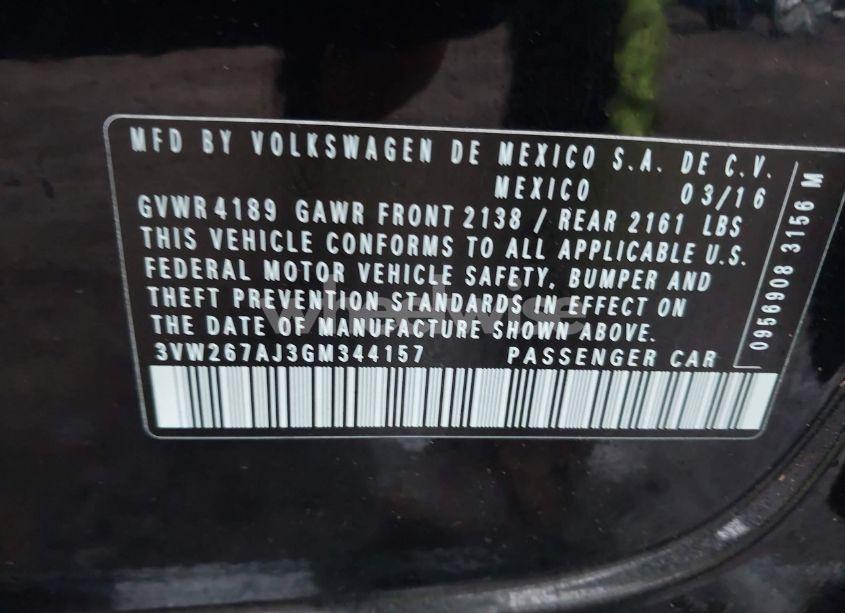 MFD BY VOLKSWAGEN DE MEXICO S.A. DE C.V.
MEXICO 03/16
GVWR 4189 GAWR FRONT 2138 / REAR 2161 LBS
THIS VEHICLE CONFORMS TO ALL APPLICABLE U.S.
FEDERAL MOTOR VEHICLE SAFETY, BUMPER AND
THEFT PREVENTION STANDARDS IN EFFECT ON
THE DATE OF MANUFACTURE SHOWN ABOVE.
3VW267AJ3GM344157 PASSENGER CAR
0956908 3156 M
wheelwise